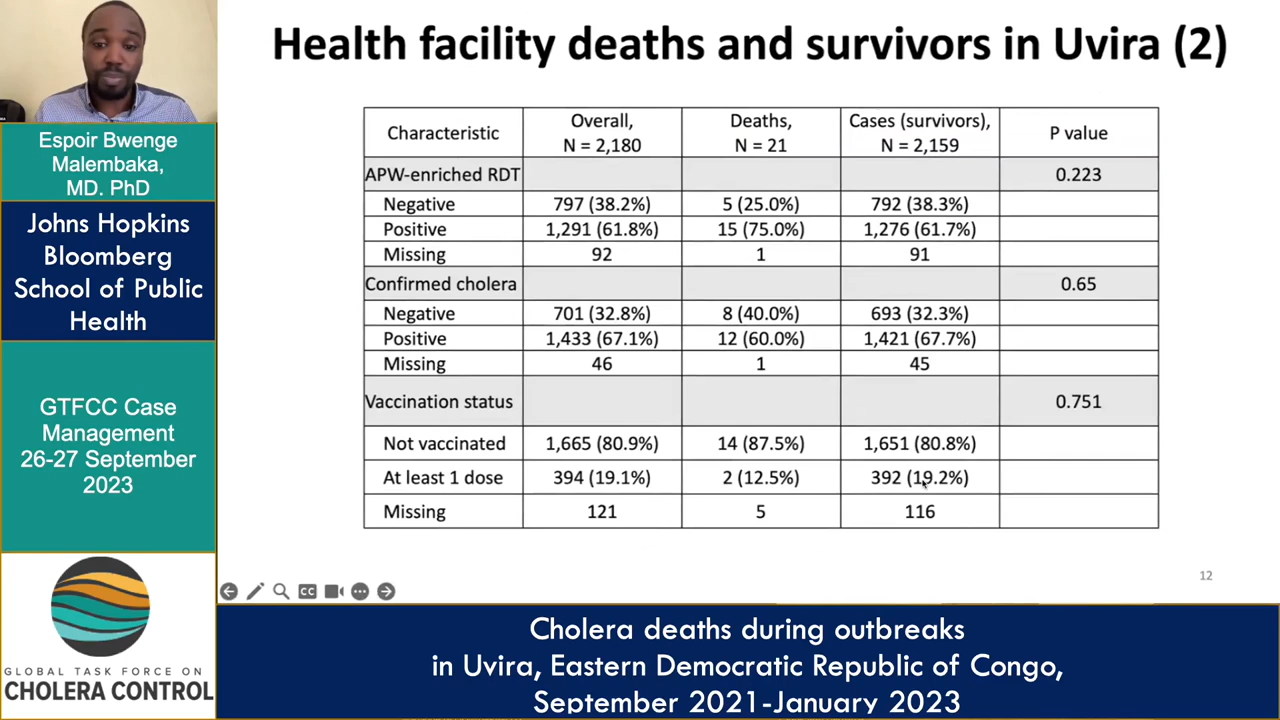 Health facility deaths and survivors in Uvira (2)
Espoir Bwenge
Malembaka,
MD. PhD
Johns Hopkins
Bloomberg
School of Public
Health
GTFCC Case
Management
26-27 September
2023
GLOBAL TASK FORCE ON
CHOLERA CONTROL
Characteristic Overall, N = 2,180 Deaths, N = 21 Cases (survivors), N = 2,159 P value
APW-enriched RDT 0.223
Negative 797 (38.2%) 5 (25.0%) 792 (38.3%)
Positive 1,291 (61.8%) 15 (75.0%) 1,276 (61.7%)
Missing 92 1 91
Confirmed cholera 0.65
Negative 701 (32.8%) 8 (40.0%) 693 (32.3%)
Positive 1,433 (67.1%) 12 (60.0%) 1,421 (67.7%)
Missing 46 1 45
Vaccination status 0.751
Not vaccinated 1,665 (80.9%) 14 (87.5%) 1,651 (80.8%)
At least 1 dose 394 (19.1%) 2 (12.5%) 392 (19.2%)
Missing 121 5 116
12
CC
Cholera deaths during outbreaks
in Uvira, Eastern Democratic Republic of Congo,
September 2021-January 2023